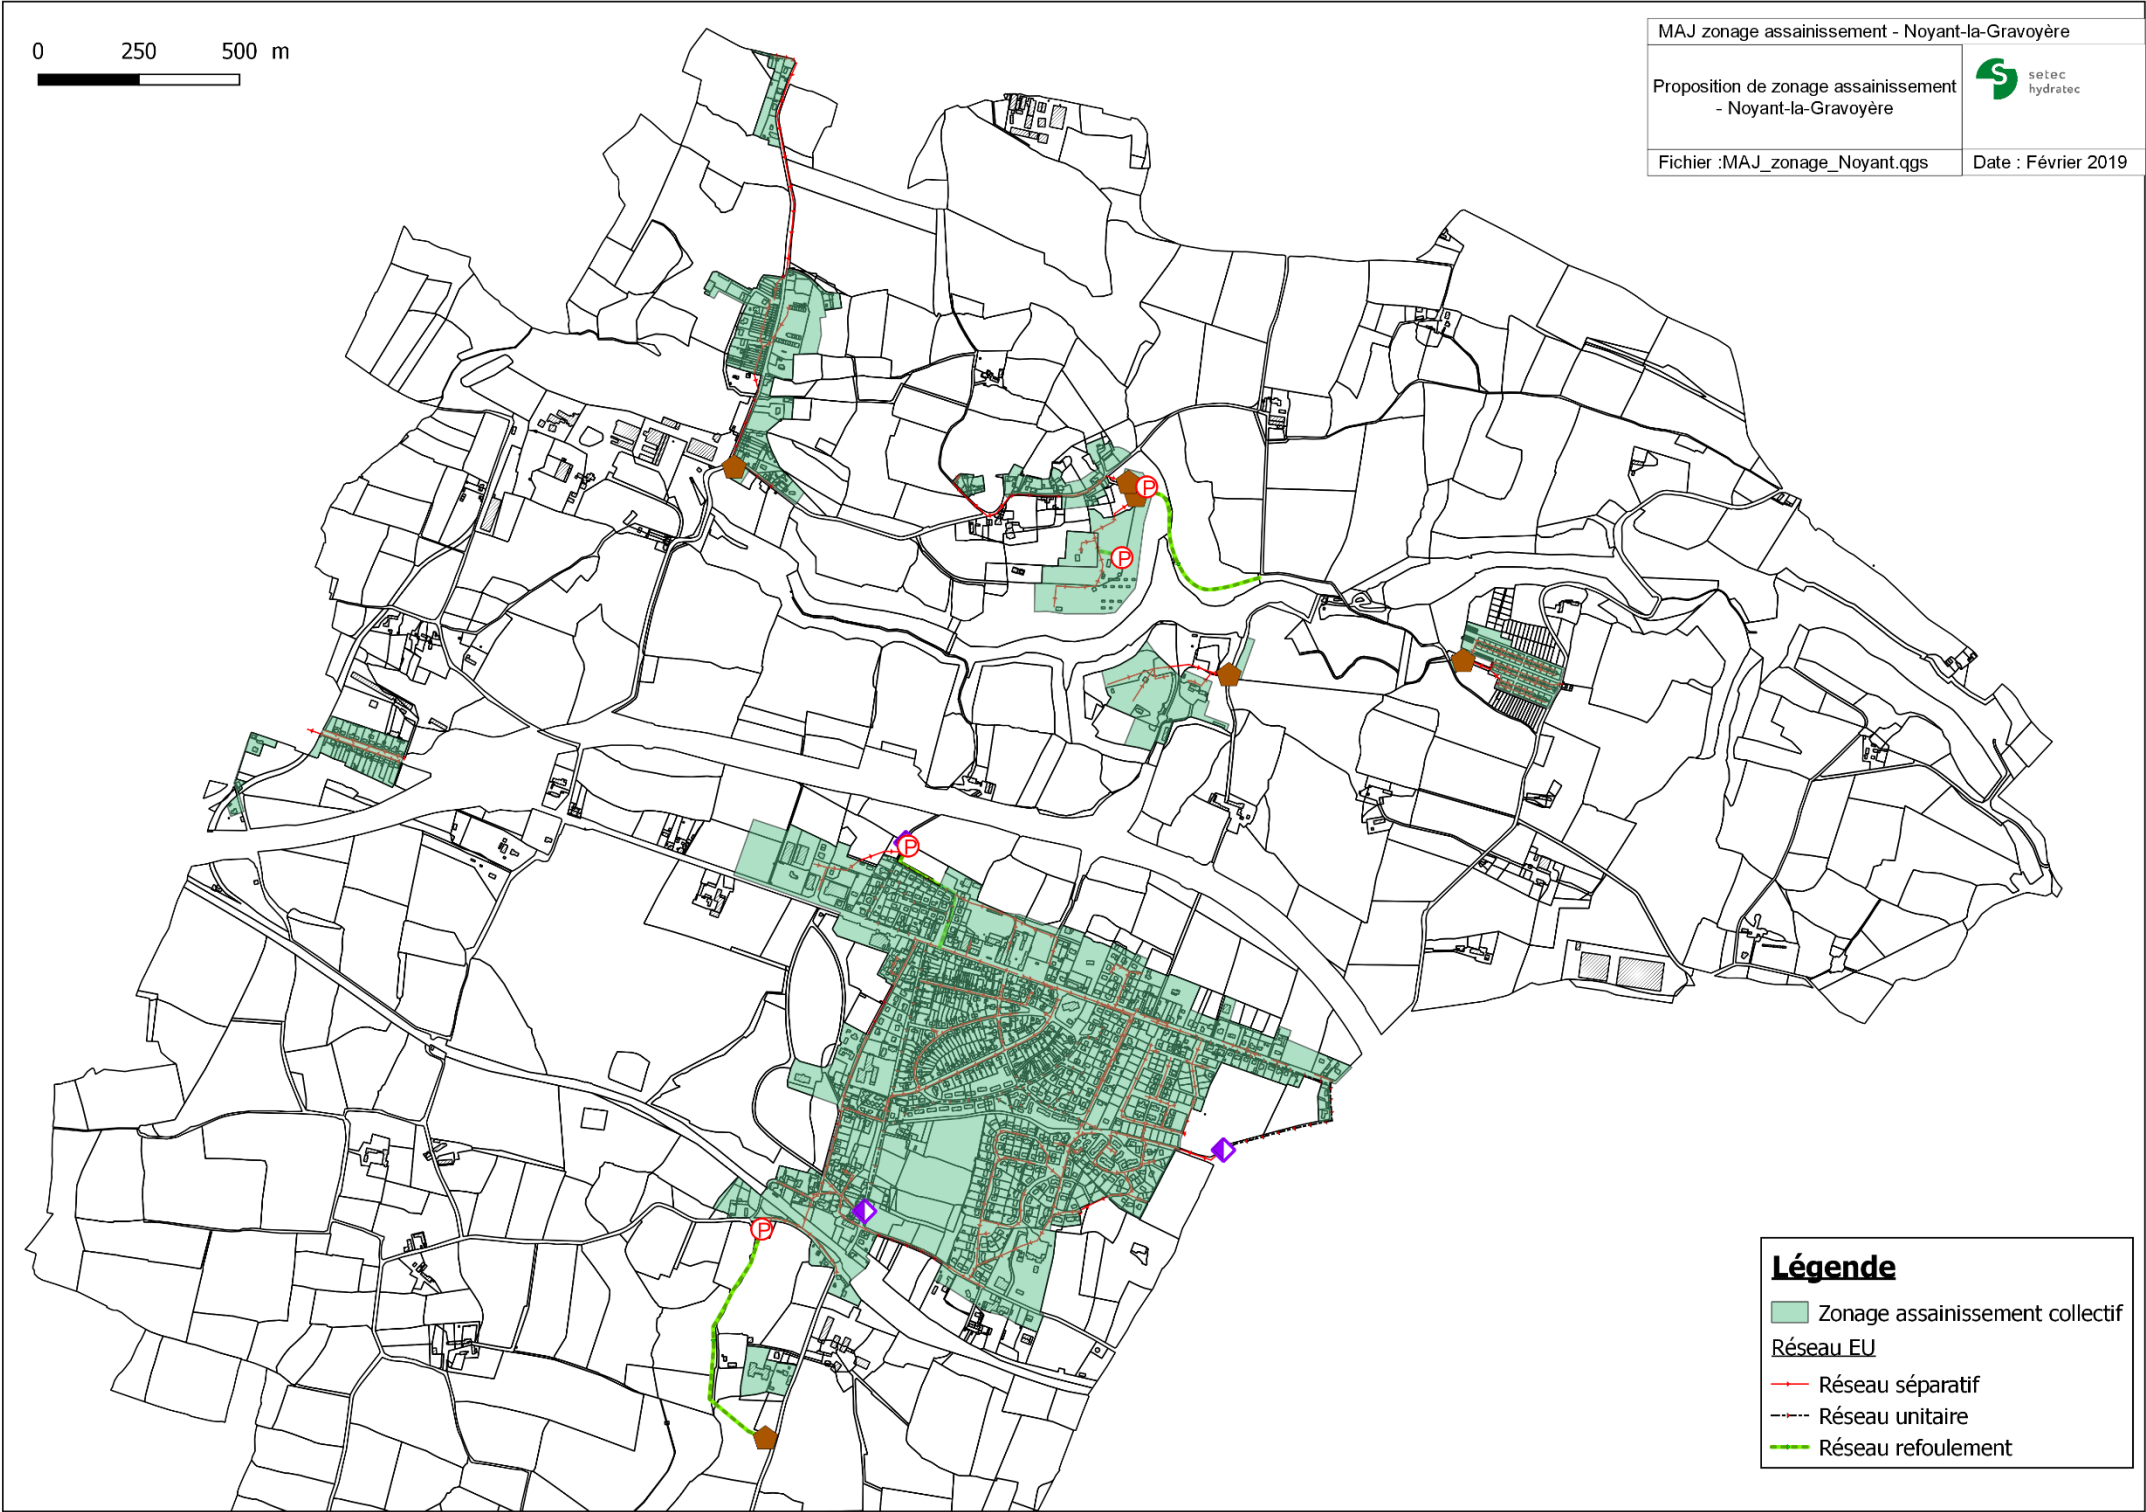 0 250 500 m
MAJ zonage assainissement - Noyant-la-Gravoyère
Proposition de zonage assainissement
- Noyant-la-Gravoyère
setec
hydratec
Fichier :MAJ_zonage_Noyant.qgs
Date : Février 2019
P
P
P
P
Légende
Zonage assainissement collectif
Réseau EU
Réseau séparatif
Réseau unitaire
Réseau refoulement